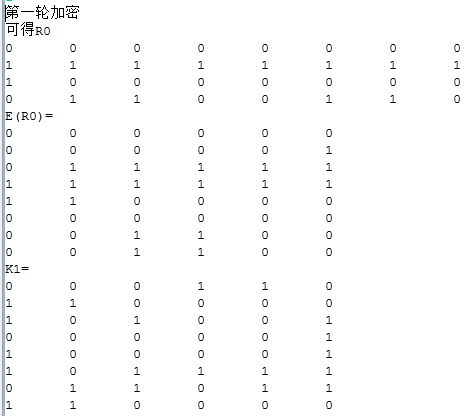 第一轮加密
可得R0
0 0 0 0 0 0 0 0
1 1 1 1 1 1 1 1
1 0 0 0 0 0 0 0
0 1 1 0 0 1 1 0
E(R0)=
0 0 0 0 0 0
0 0 0 0 0 1
0 1 1 1 1 1
1 1 1 1 1 1
1 1 0 0 0 0
0 0 0 0 0 0
0 0 1 1 0 0
0 0 1 1 0 0
K1=
0 0 0 1 1 0
1 1 0 0 0 0
1 0 1 0 0 1
0 0 0 0 0 1
1 0 0 0 0 1
1 0 1 1 1 1
0 1 1 0 1 1
1 1 0 0 0 0